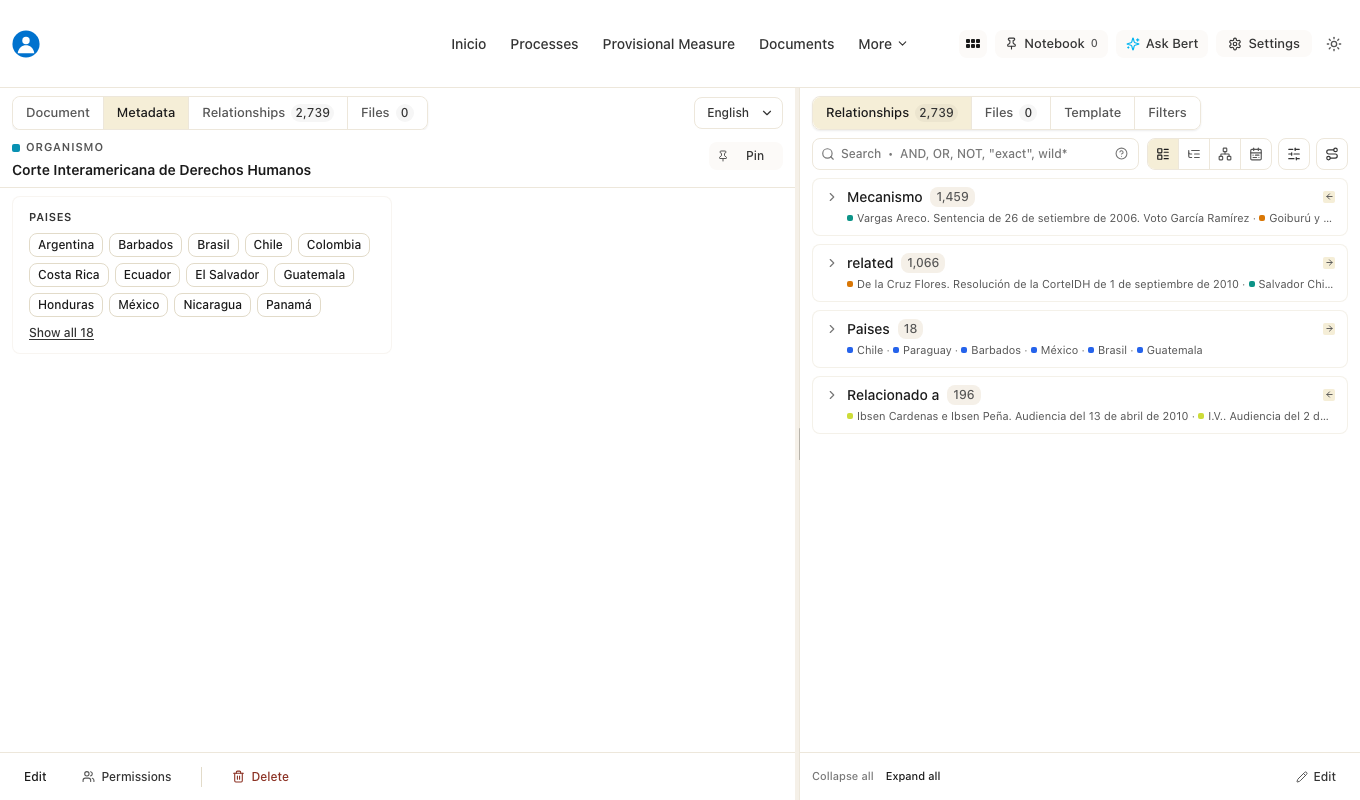 Inicio Processes Provisional Measure Documents More Notebook 0 Ask Bert Settings
Document Metadata Relationships 2,739 Files 0 English
ORGANISMO
Corte Interamericana de Derechos Humanos
Pin
PAISES
Argentina Barbados Brasil Chile Colombia
Costa Rica Ecuador El Salvador Guatemala
Honduras México Nicaragua Panamá
Show all 18
Edit Permissions Delete
Relationships 2,739 Files 0 Template Filters
Search • AND, OR, NOT, "exact", wild*
Mecanismo 1,459
Vargas Areco. Sentencia de 26 de setiembre de 2006. Voto García Ramírez · Goiburú y ...
related 1,066
De la Cruz Flores. Resolución de la CorteIDH de 1 de septiembre de 2010 · Salvador Chi...
Paises 18
Chile · Paraguay · Barbados · México · Brasil · Guatemala
Relacionado a 196
Ibsen Cardenas e Ibsen Peña. Audiencia del 13 de abril de 2010 · I.V.. Audiencia del 2 d...
Collapse all Expand all Edit